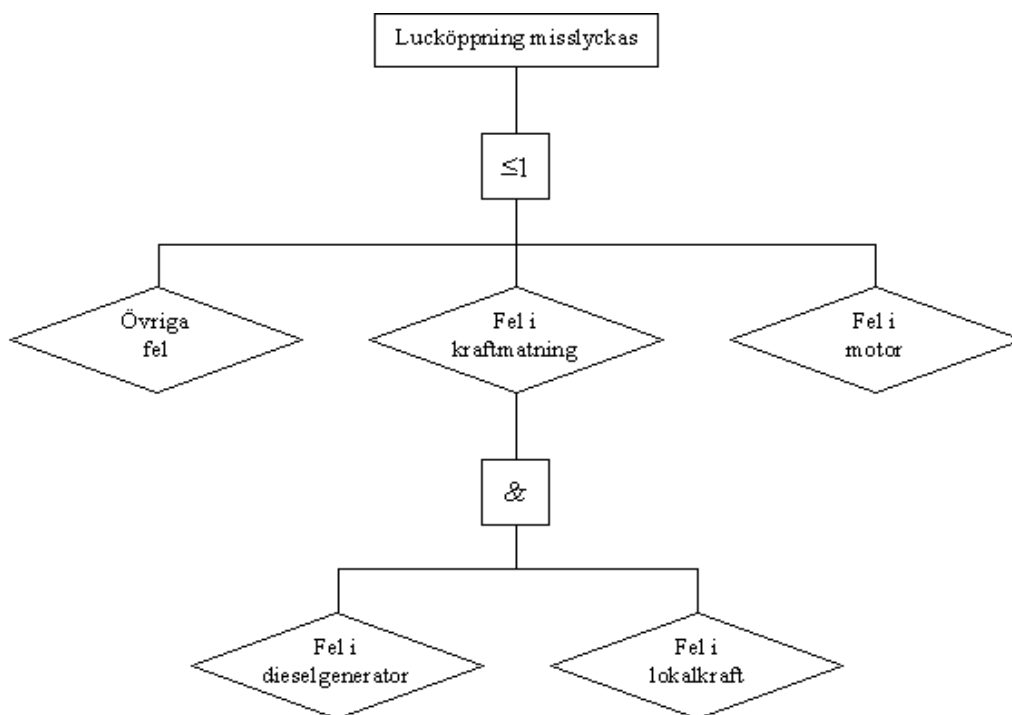 Lucköppning misslyckas
≤1
Övriga
fel
Fel i
kraftmatning
Fel i
motor
&
Fel i
dieselgenerator
Fel i
lokalkraft